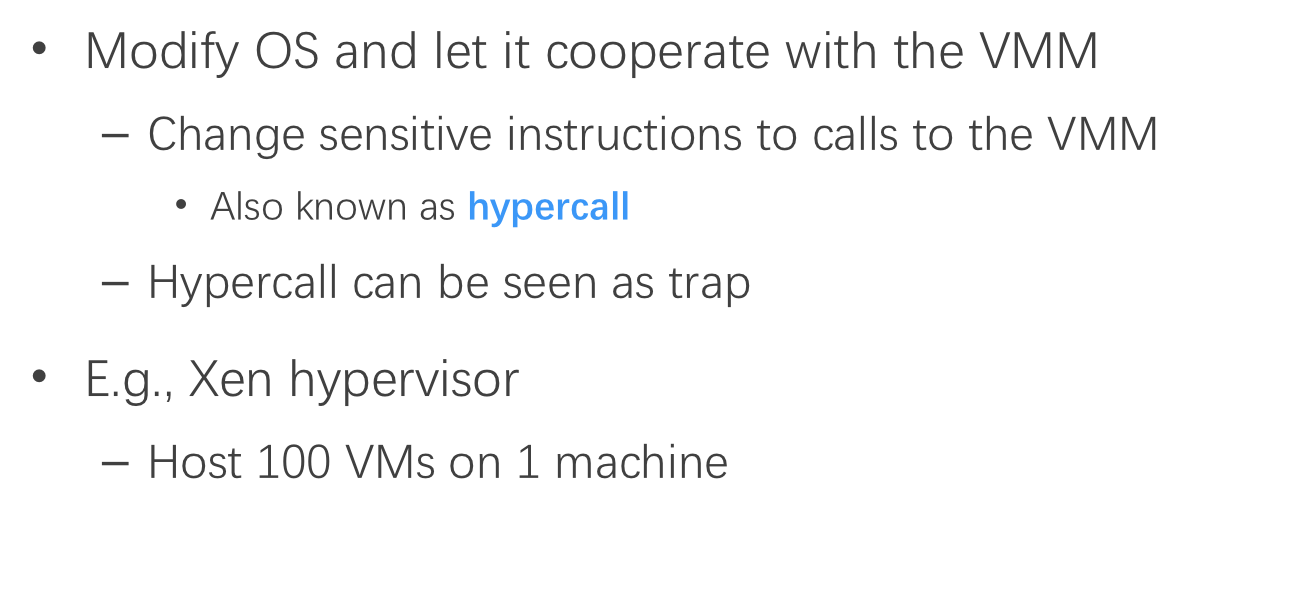 • Modify OS and let it cooperate with the VMM
– Change sensitive instructions to calls to the VMM
• Also known as hypercall
– Hypercall can be seen as trap
• E.g., Xen hypervisor
– Host 100 VMs on 1 machine